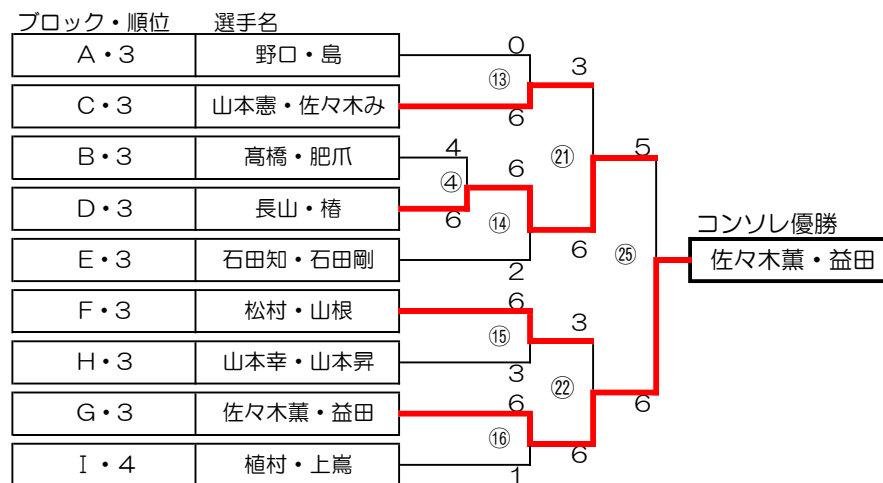 ブロック・順位 選手名
0
A・3 野口・島
3
⑬
C・3 山本憲・佐々木み
6
B・3 髙橋・肥爪
4
5
④
6
㉑
D・3 長山・椿
6
⑭
コンソレ優勝
6
㉕
E・3 石田知・石田剛
佐々木薫・益田
2
6
F・3 松村・山根
3
⑮
H・3 山本幸・山本昇
3
㉒
6
6
G・3 佐々木薫・益田
⑯
6
I・4 植村・上嶌
1